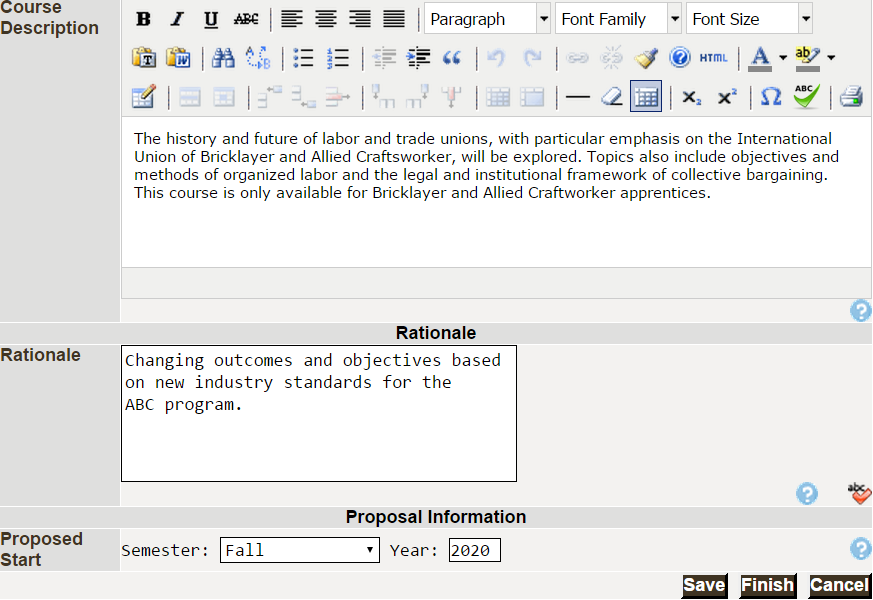 Course
Description
B I U ABC Paragraph Font Family Font Size
T W A B 1 2 3 HTML A ab
X₂ X² Ω ABC
The history and future of labor and trade unions, with particular emphasis on the International
Union of Bricklayer and Allied Craftsworker, will be explored. Topics also include objectives and
methods of organized labor and the legal and institutional framework of collective bargaining.
This course is only available for Bricklayer and Allied Craftworker apprentices.
?
Rationale
Rationale
Changing outcomes and objectives based
on new industry standards for the
ABC program.
? abc
Proposal Information
Proposed
Start
Semester: Fall Year: 2020 ?
Save Finish Cancel